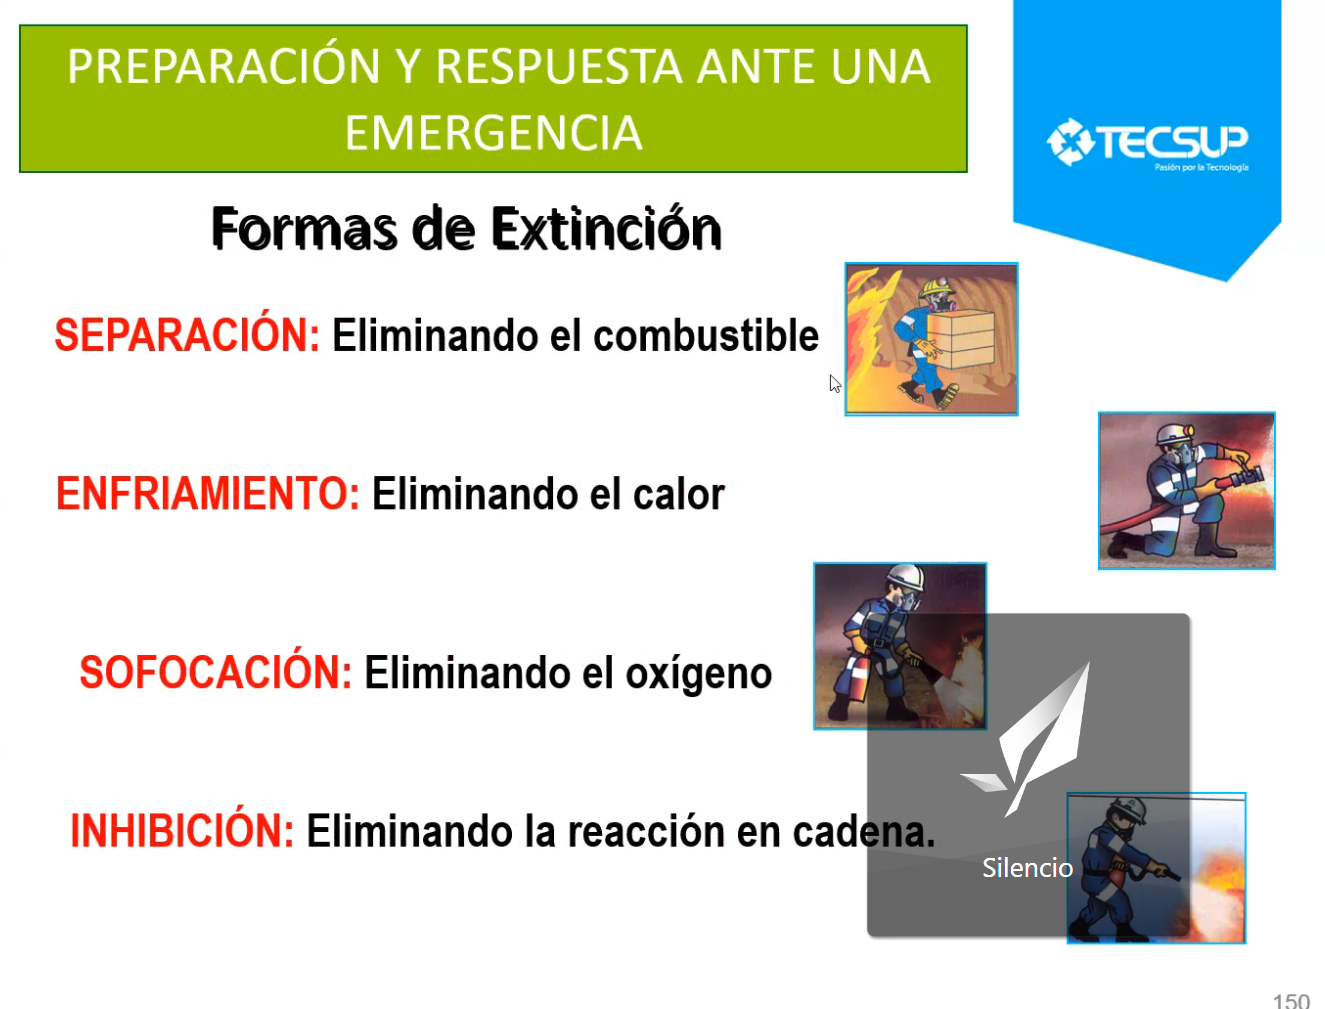 PREPARACIÓN Y RESPUESTA ANTE UNA
EMERGENCIA
TECSUP
Pasión por la Tecnología
Formas de Extinción
SEPARACIÓN: Eliminando el combustible
ENFRIAMIENTO: Eliminando el calor
SOFOCACIÓN: Eliminando el oxígeno
INHIBICIÓN: Eliminando la reacción en cadena.
Silencio
150